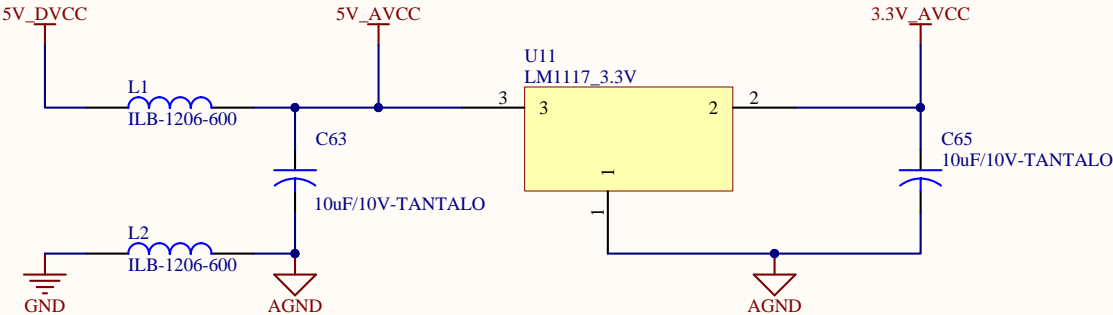 5V_DVCC
5V_AVCC
3.3V_AVCC
U11
LM1117_3.3V
L1
ILB-1206-600
3
3
2
2
C63
10uF/10V-TANTALO
C65
10uF/10V-TANTALO
1
1
L2
ILB-1206-600
GND
AGND
AGND